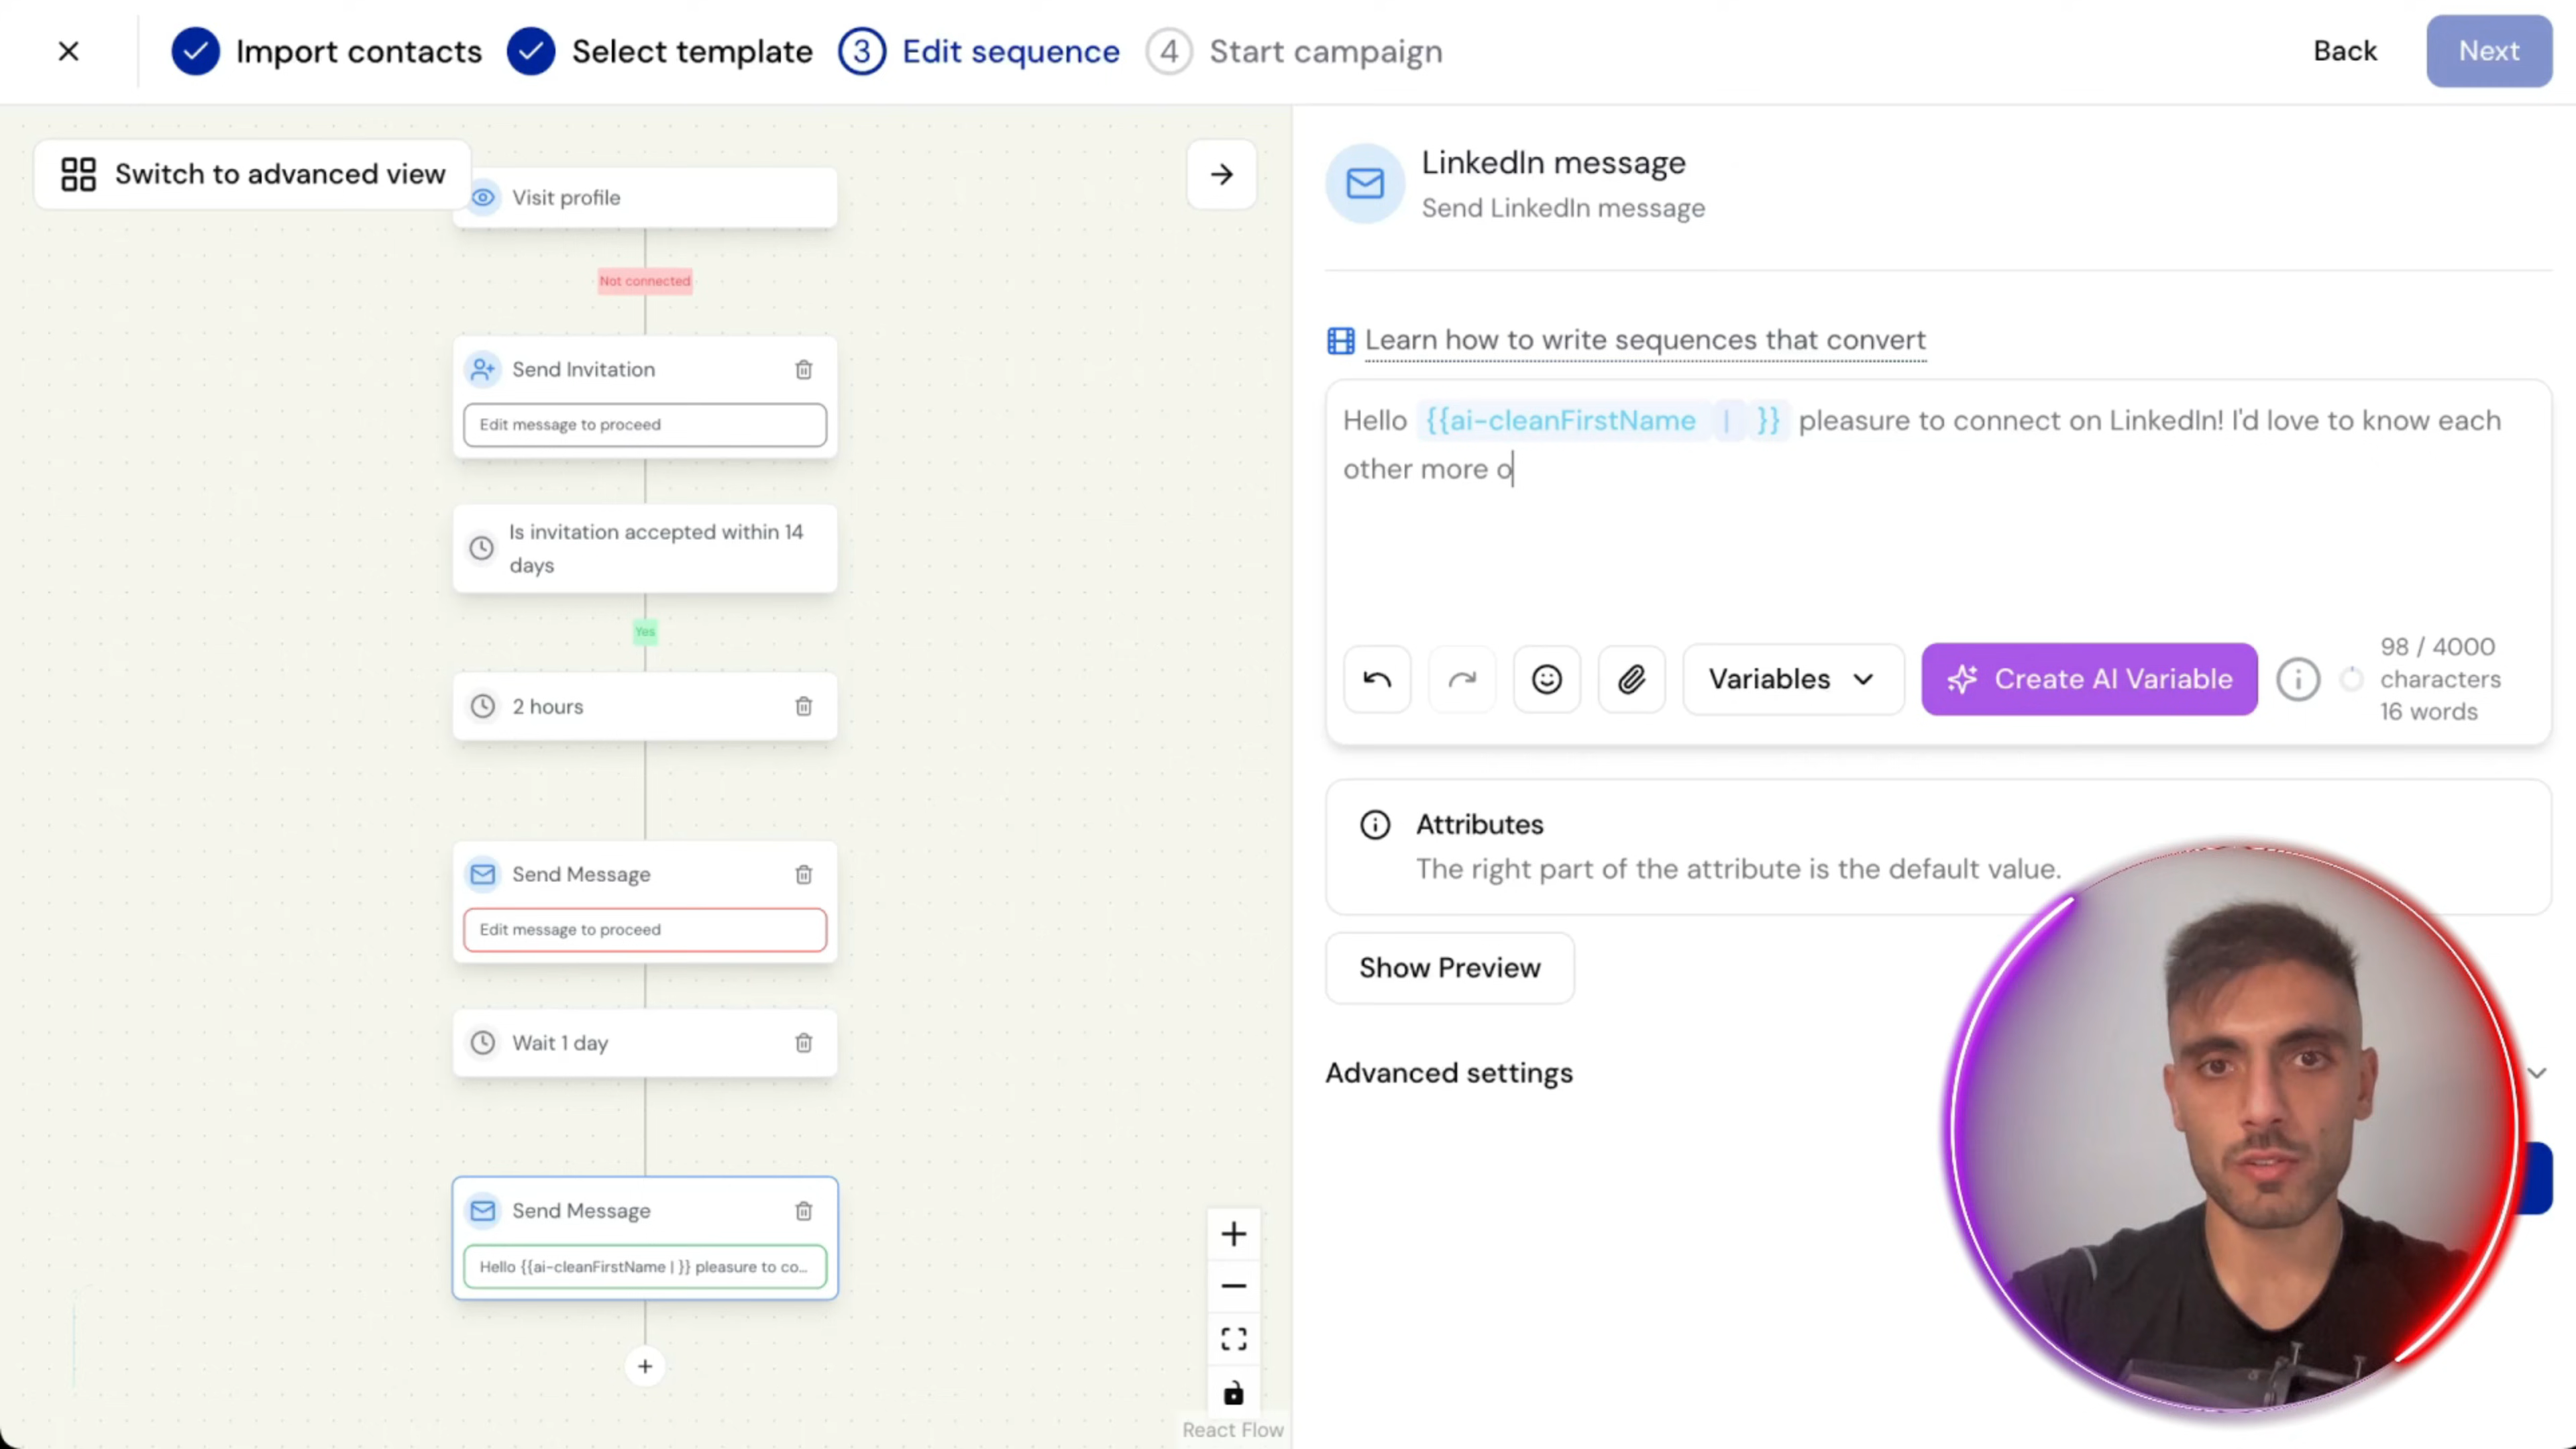 Import contacts
Select template
3 Edit sequence
4 Start campaign
Back
Next
Switch to advanced view
Visit profile
Not connected
Send Invitation
Edit message to proceed
Is invitation accepted within 14
days
Yes
2 hours
Send Message
Edit message to proceed
Wait 1 day
Send Message
Hello {{ai-cleanFirstName | }} pleasure to co...
React Flow
LinkedIn message
Send LinkedIn message
Learn how to write sequences that convert
Hello {{ai-cleanFirstName | }} pleasure to connect on LinkedIn! I'd love to know each
other more o
Variables
Create AI Variable
98 / 4000
characters
16 words
Attributes
The right part of the attribute is the default value.
Show Preview
Advanced settings